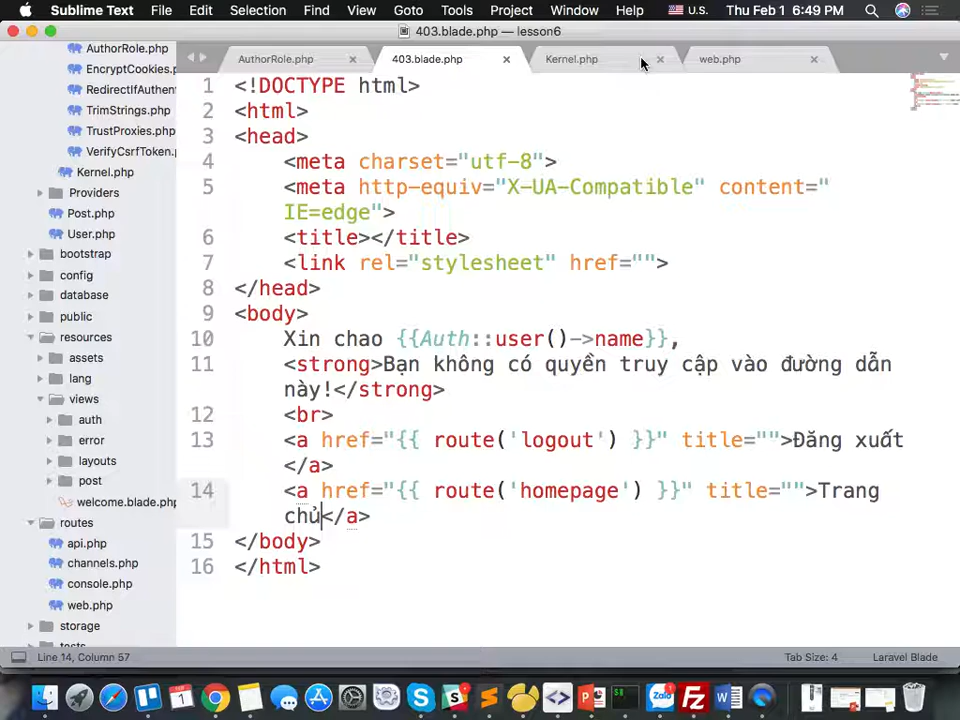 Sublime Text File Edit Selection Find View Goto Tools Project Window Help U.S. Thu Feb 1 6:49 PM
403.blade.php — lesson6
AuthorRole.php
EncryptCookies.
RedirectIfAuthen
TrimStrings.php
TrustProxies.php
VerifyCsrfToken.p
Kernel.php
Providers
Post.php
User.php
bootstrap
config
database
public
resources
assets
lang
views
auth
error
layouts
post
welcome.blade.php
routes
api.php
channels.php
console.php
web.php
storage
tests
AuthorRole.php × 403.blade.php × Kernel.php × web.php ×
1 <!DOCTYPE html>
2 <html>
3 <head>
4 <meta charset="utf-8">
5 <meta http-equiv="X-UA-Compatible" content="
IE=edge">
6 <title></title>
7 <link rel="stylesheet" href="">
8 </head>
9 <body>
10 Xin chao {{Auth::user()->name}},
11 <strong>Bạn không có quyền truy cập vào đường dẫn
này!</strong>
12 <br>
13 <a href="{{ route('logout') }}" title="">Đăng xuất
</a>
14 <a href="{{ route('homepage') }}" title="">Trang
chủ</a>
15 </body>
16 </html>
Line 14, Column 57 Tab Size: 4 Laravel Blade